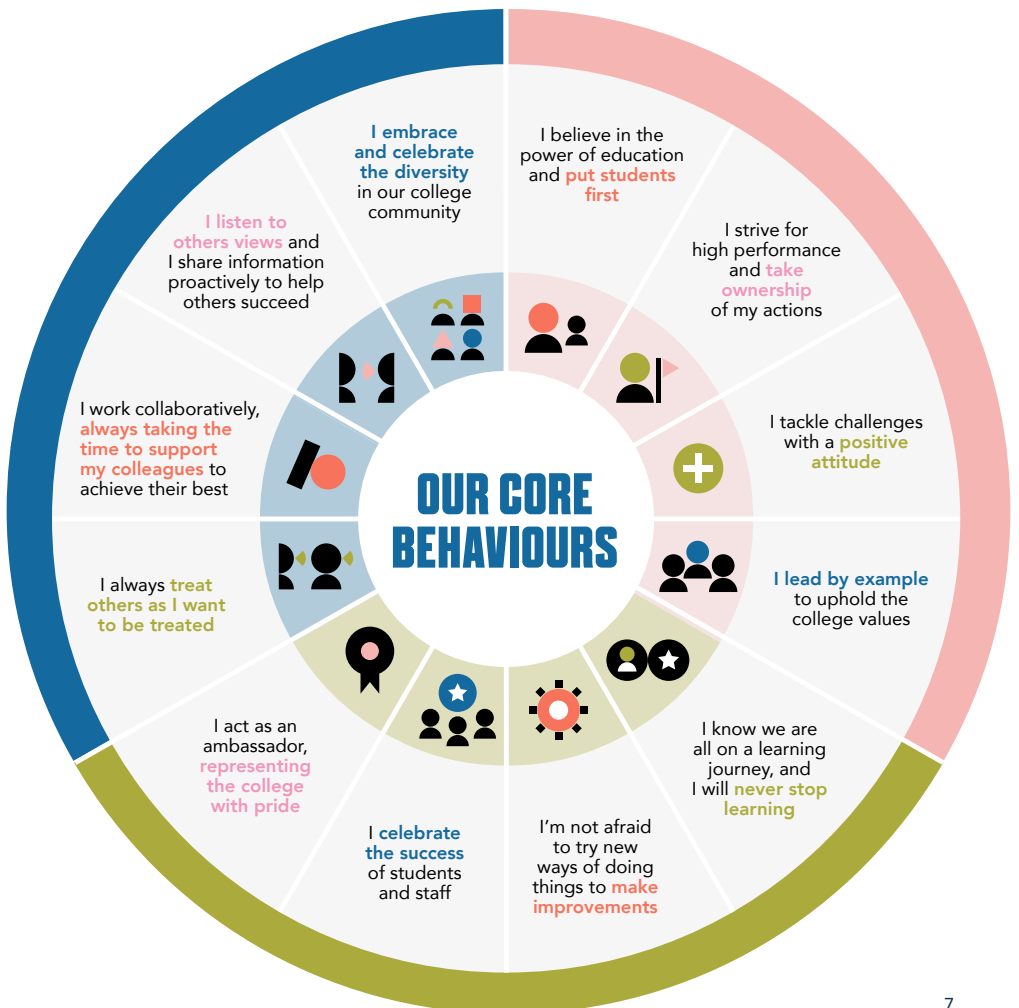 OUR CORE
BEHAVIOURS
I believe in the
power of education
and put students
first
I strive for
high performance
and take
ownership
of my actions
I tackle challenges
with a positive
attitude
I lead by example
to uphold the
college values
I know we are
all on a learning
journey, and
I will never stop
learning
I'm not afraid
to try new
ways of doing
things to make
improvements
I celebrate
the success
of students
and staff
I act as an
ambassador,
representing
the college
with pride
I always treat
others as I want
to be treated
I work collaboratively,
always taking the
time to support
my colleagues to
achieve their best
I listen to
others views and
I share information
proactively to help
others succeed
I embrace
and celebrate
the diversity
in our college
community
7